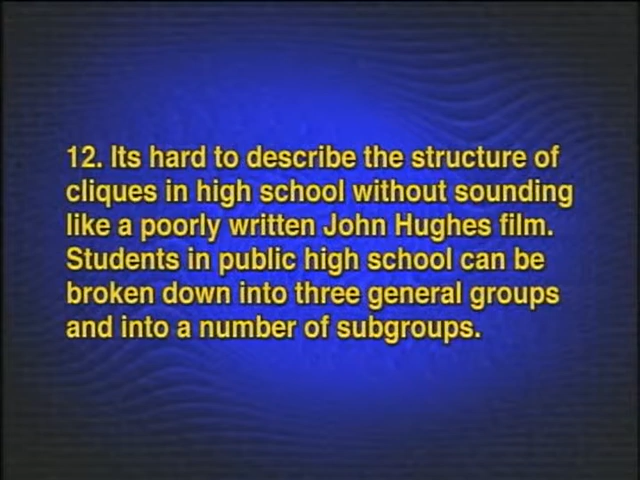 12. Its hard to describe the structure of
cliques in high school without sounding
like a poorly written John Hughes film.
Students in public high school can be
broken down into three general groups
and into a number of subgroups.